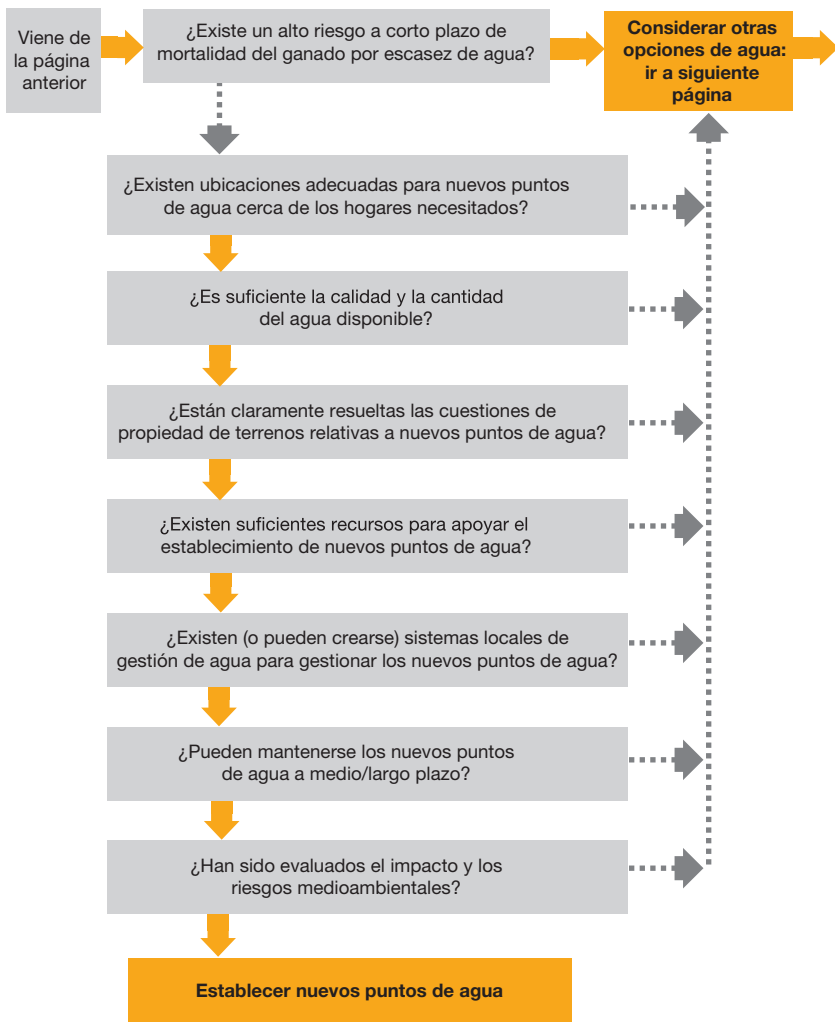 Viene de
la página
anterior
¿Existe un alto riesgo a corto plazo de
mortalidad del ganado por escasez de agua?
Considerar otras
opciones de agua:
ir a siguiente
página
¿Existen ubicaciones adecuadas para nuevos puntos
de agua cerca de los hogares necesitados?
¿Es suficiente la calidad y la cantidad
del agua disponible?
¿Están claramente resueltas las cuestiones de
propiedad de terrenos relativas a nuevos puntos de agua?
¿Existen suficientes recursos para apoyar el
establecimiento de nuevos puntos de agua?
¿Existen (o pueden crearse) sistemas locales de
gestión de agua para gestionar los nuevos puntos de agua?
¿Pueden mantenerse los nuevos puntos
de agua a medio/largo plazo?
¿Han sido evaluados el impacto y los
riesgos medioambientales?
Establecer nuevos puntos de agua